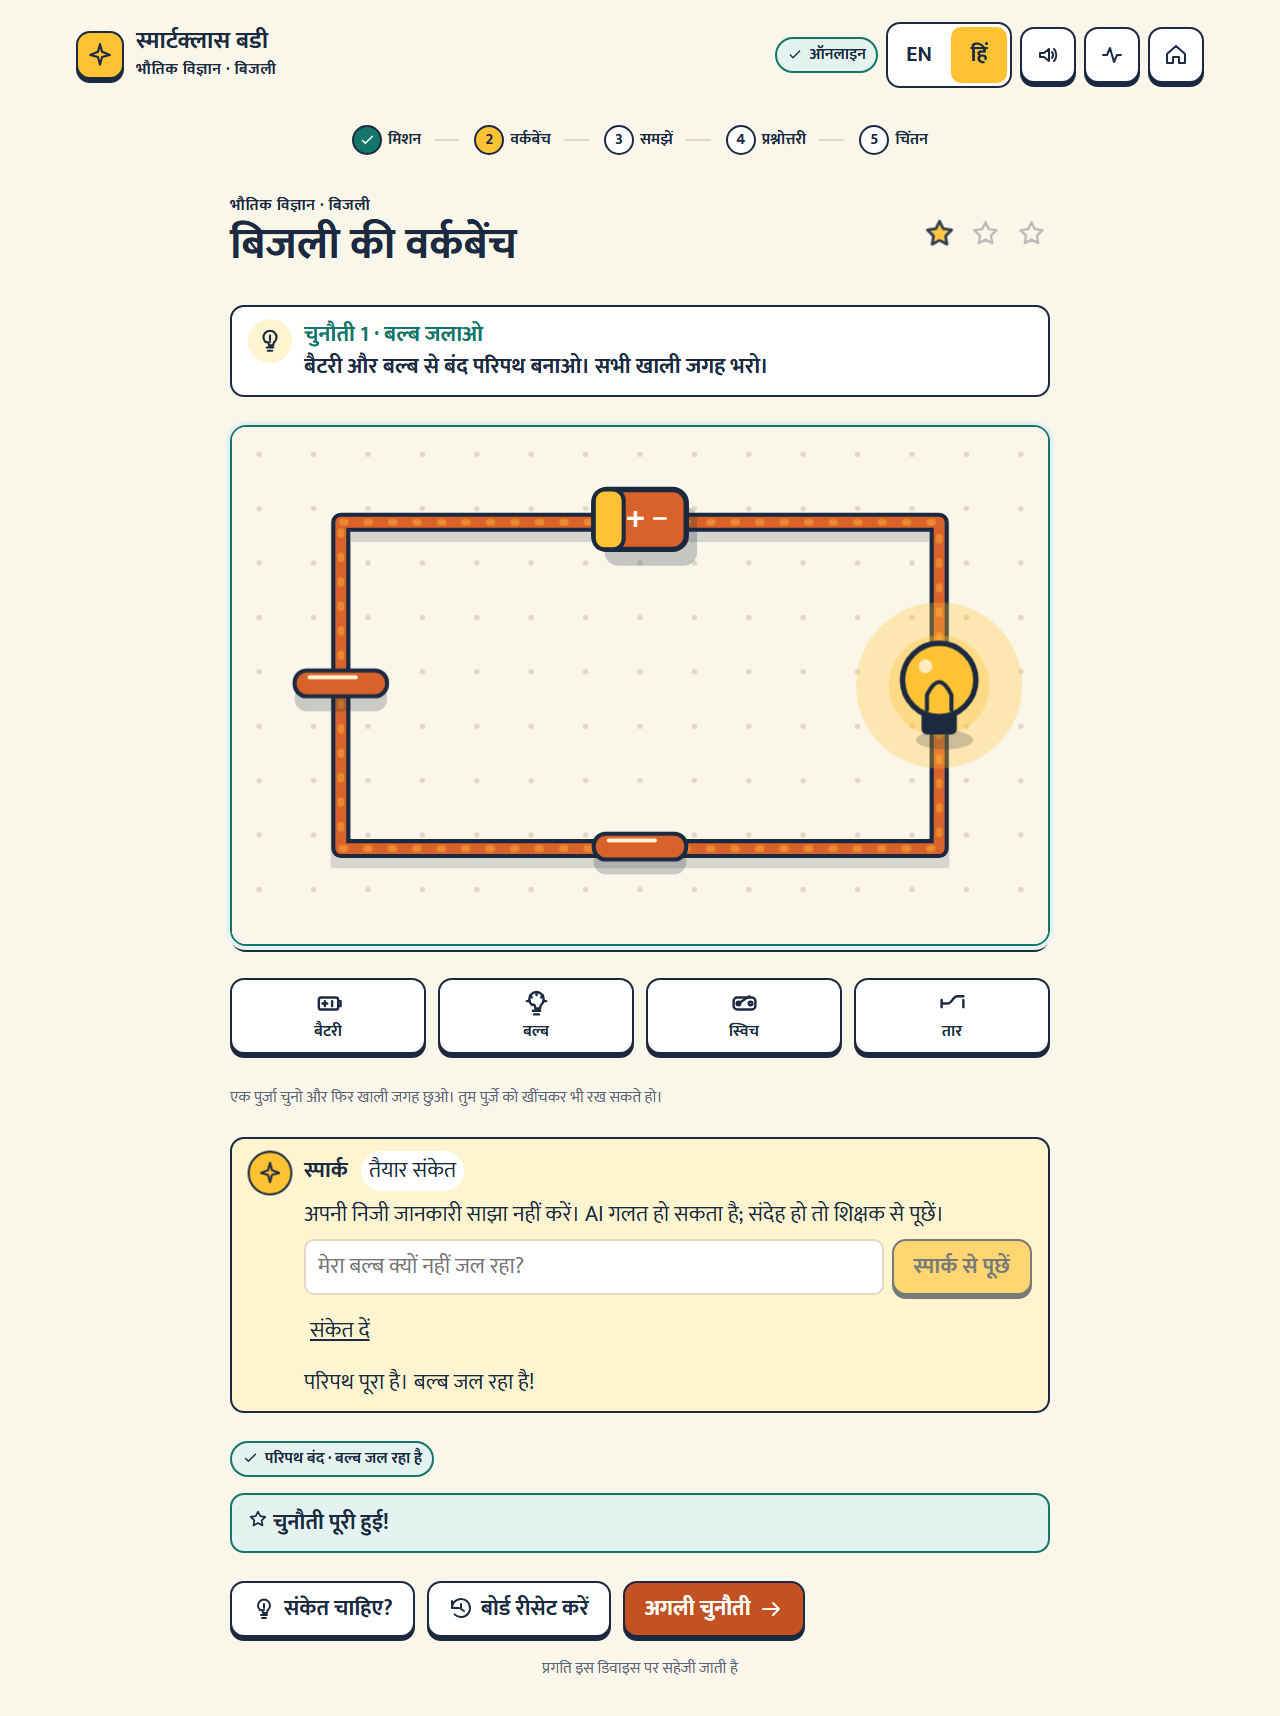 स्मार्टक्लास बडी
भौतिक विज्ञान · बिजली
ऑनलाइन
EN
हिं
मिशन
2 वर्कबेंच
3 समझें
4 प्रश्नोत्तरी
5 चिंतन
भौतिक विज्ञान · बिजली
बिजली की वर्कबेंच
चुनौती 1 · बल्ब जलाओ
बैटरी और बल्ब से बंद परिपथ बनाओ। सभी खाली जगह भरो।
+ −
बैटरी
बल्ब
स्विच
तार
एक पुर्जा चुनो और फिर खाली जगह छुओ। तुम पुर्ज़े को खींचकर भी रख सकते हो।
स्पार्क तैयार संकेत
अपनी निजी जानकारी साझा नहीं करें। AI गलत हो सकता है; संदेह हो तो शिक्षक से पूछें।
मेरा बल्ब क्यों नहीं जल रहा?
स्पार्क से पूछें
संकेत दें
परिपथ पूरा है। बल्ब जल रहा है!
परिपथ बंद · बल्ब जल रहा है
चुनौती पूरी हुई!
संकेत चाहिए?
बोर्ड रीसेट करें
अगली चुनौती
प्रगति इस डिवाइस पर सहेजी जाती है